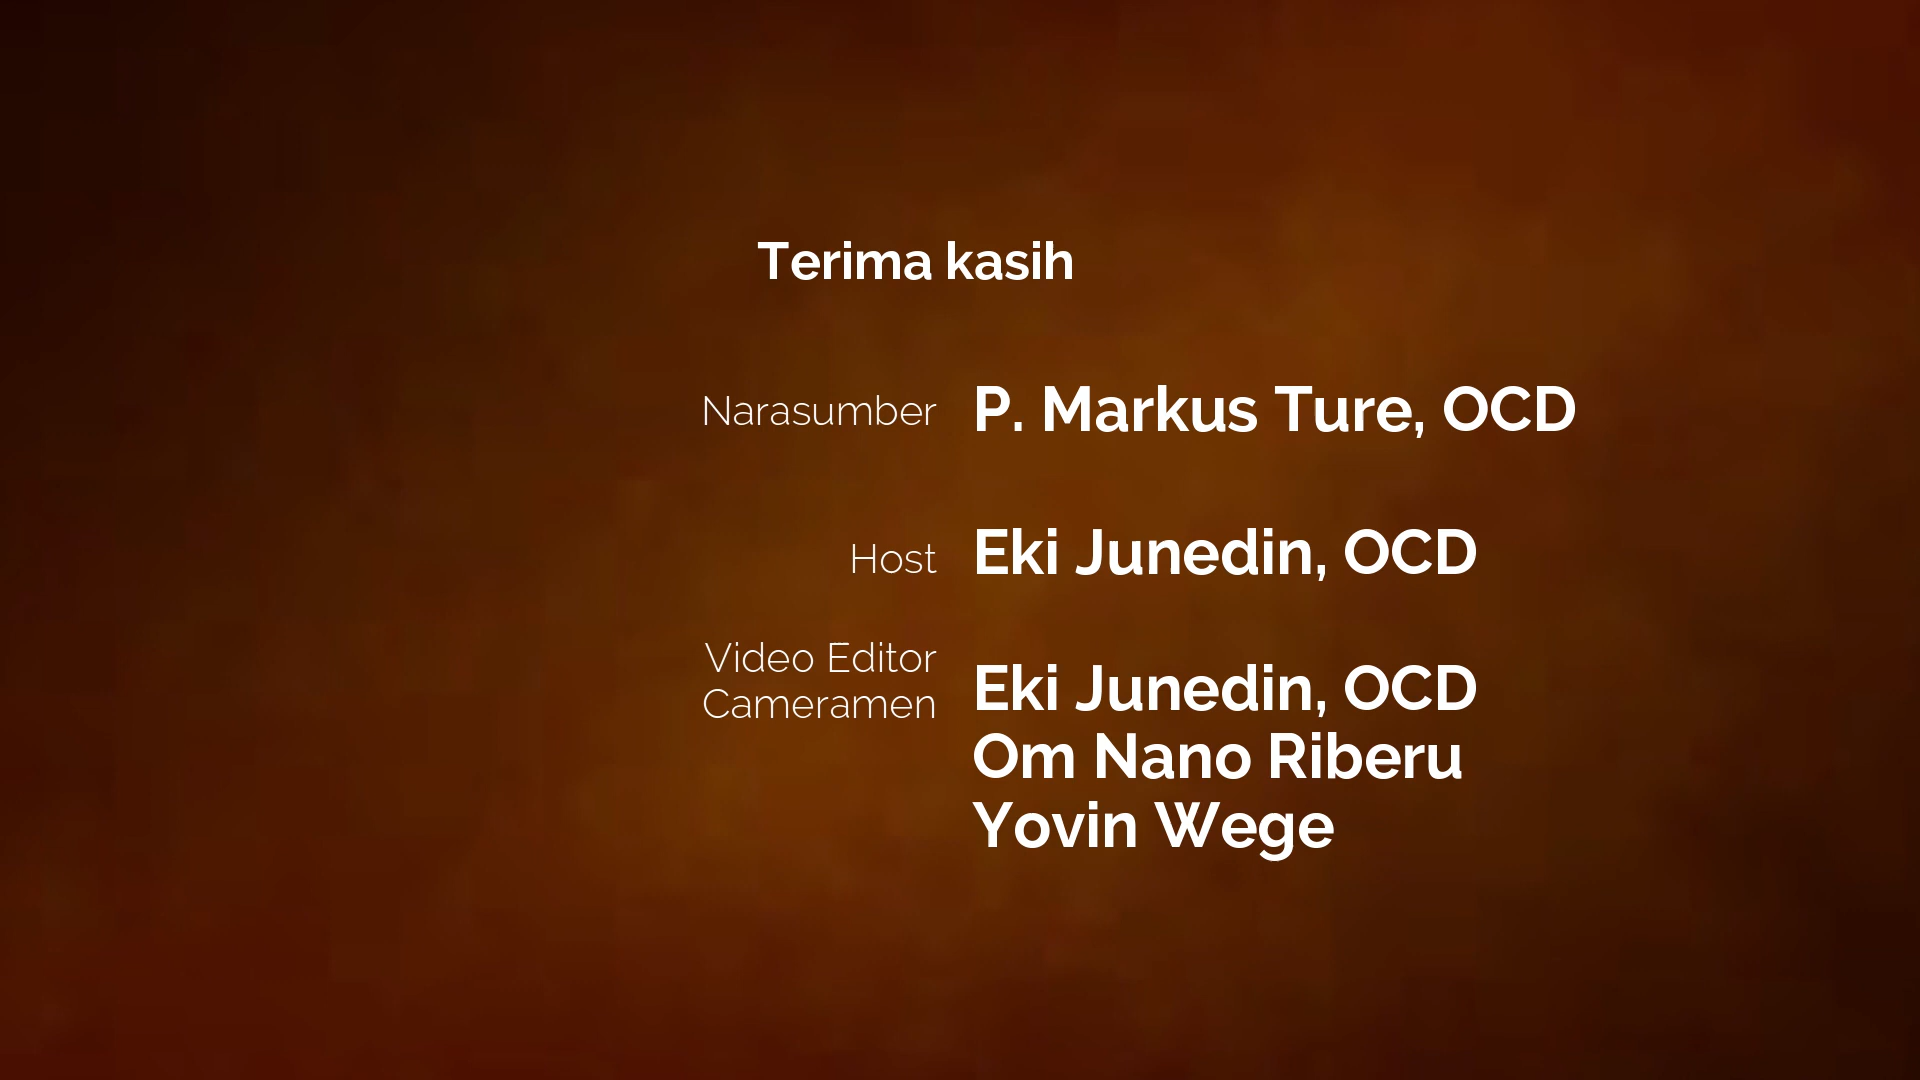 Terima kasih
Narasumber P. Markus Ture, OCD
Host Eki Junedin, OCD
Video Editor
Cameramen
Eki Junedin, OCD
Om Nano Riberu
Yovin Wege